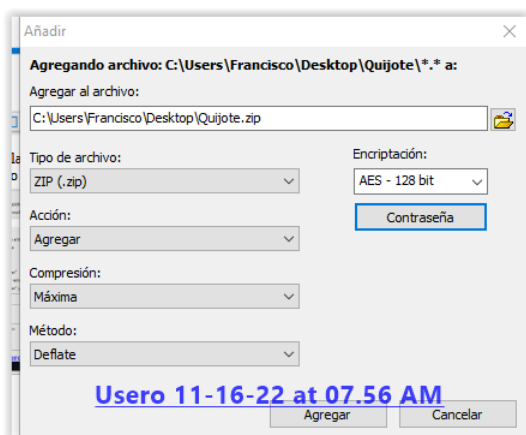 Añadir
Agregando archivo: C:\Users\Francisco\Desktop\Quijote\*.* a:
Agregar al archivo:
C:\Users\Francisco\Desktop\Quijote.zip
Tipo de archivo:
Encriptación:
ZIP (.zip)
AES - 128 bit
Contraseña
Acción:
Agregar
Compresión:
Máxima
Método:
Deflate
Usero 11-16-22 at 07.56 AM
Agregar
Cancelar